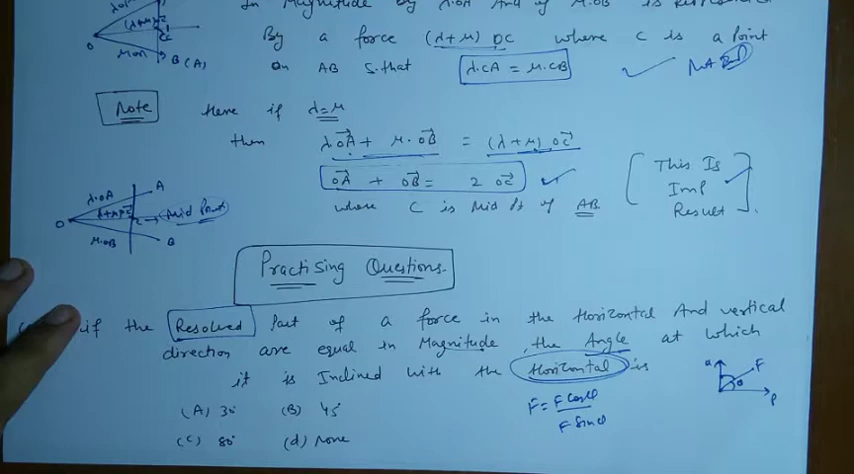 In Magnitude By λ.OA And of μ.OB is Represented
By a force (λ+μ) OC where C is a Point
on AB S.that λ.CA = μ.CB
O
B (A)
Note Here if λ=μ
then λ.OA + μ.OB = (λ+μ) OC
OA + OB = 2 OC
where C is Mid Pt of AB.
This Is
Imp
Result
λ.OA A
O Mid Point
μ.OB B
Practising Questions.
if the Resolved Part of a force in the Horizontal And vertical
direction are equal in Magnitude, the Angle at which
it is Inclined with the Horizontal is
(A) 30° (B) 45°
(C) 80° (d) None
F = F cosθ
F sinθ
Q F
θ
P